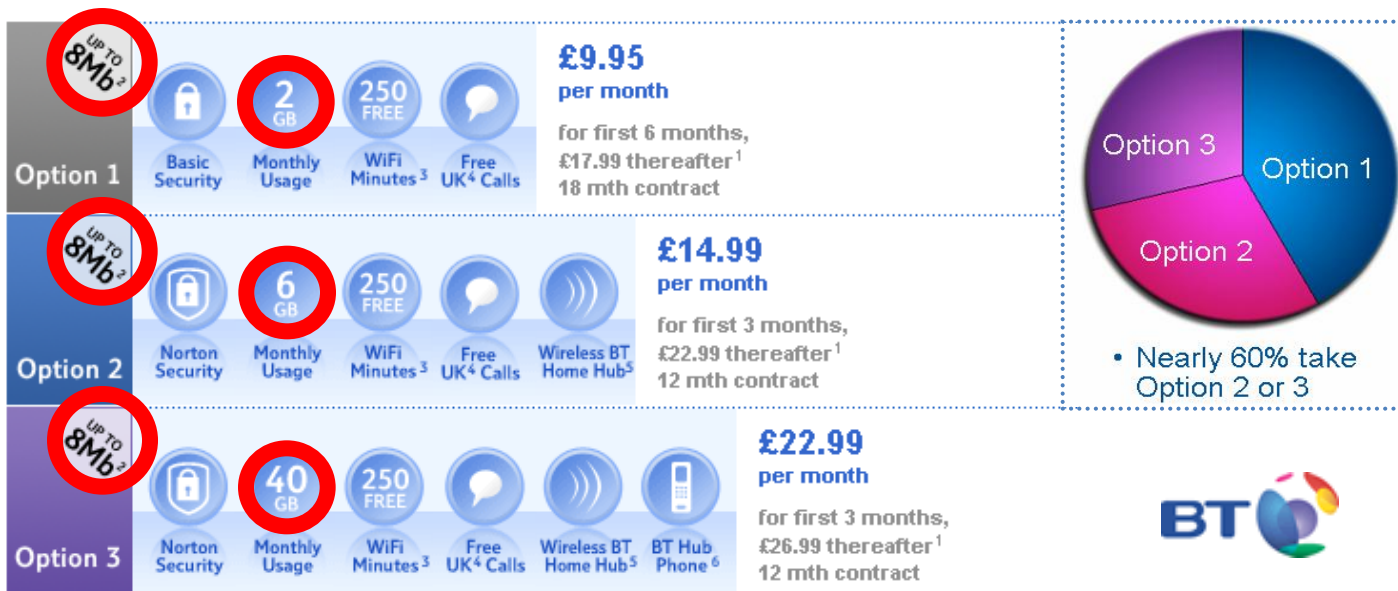 UP TO
8Mb²
Option 1
Basic
Security
2
GB
Monthly
Usage
250
FREE
WiFi
Minutes³
Free
UK⁴ Calls
£9.95
per month
for first 6 months,
£17.99 thereafter¹
18 mth contract
UP TO
8Mb²
Option 2
Norton
Security
6
GB
Monthly
Usage
250
FREE
WiFi
Minutes³
Free
UK⁴ Calls
Wireless BT
Home Hub⁵
£14.99
per month
for first 3 months,
£22.99 thereafter¹
12 mth contract
UP TO
8Mb²
Option 3
Norton
Security
40
GB
Monthly
Usage
250
FREE
WiFi
Minutes³
Free
UK⁴ Calls
Wireless BT
Home Hub⁵
BT Hub
Phone⁶
£22.99
per month
for first 3 months,
£26.99 thereafter¹
12 mth contract
Option 3
Option 1
Option 2
• Nearly 60% take
Option 2 or 3
BT